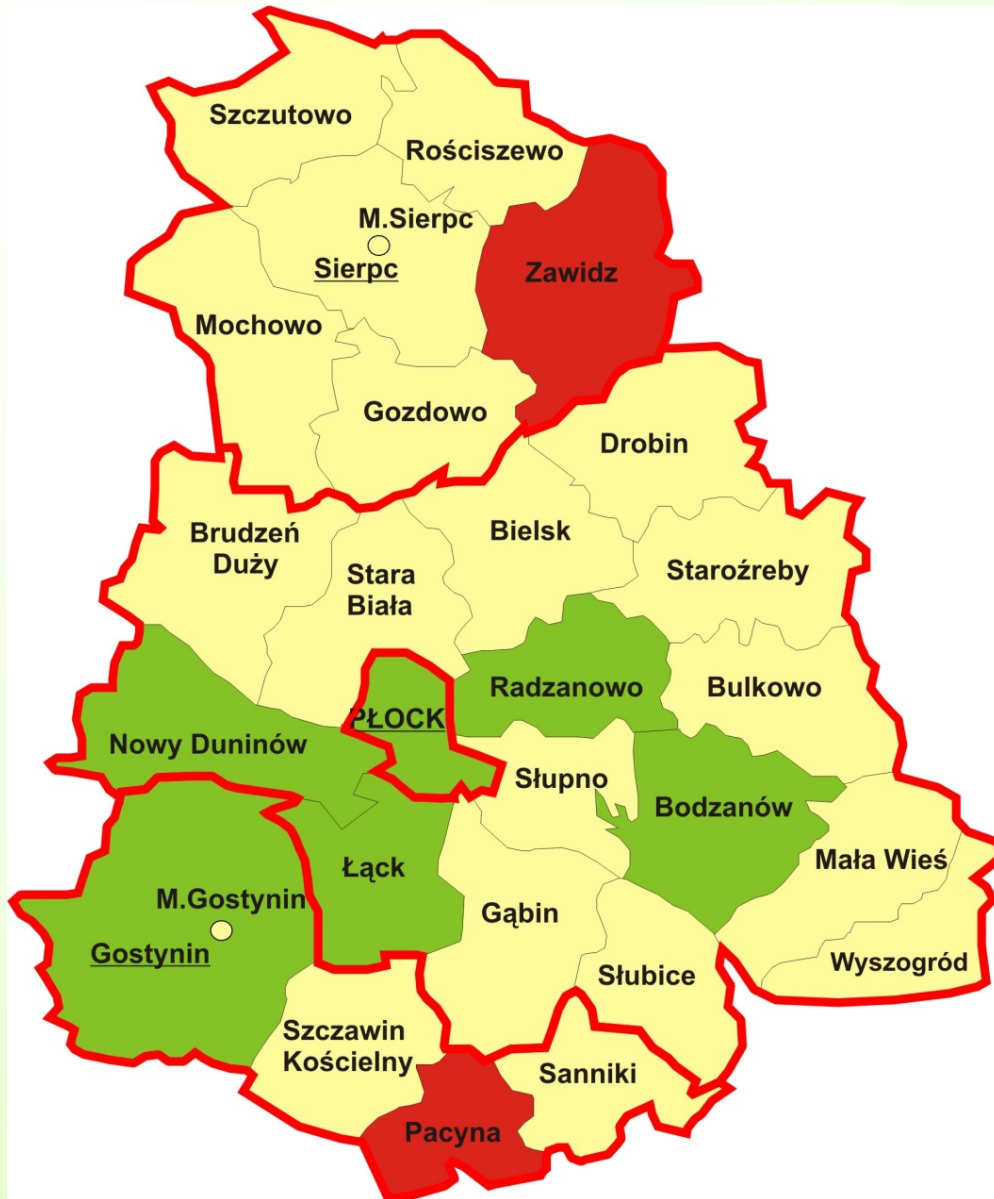 Szczutowo
Rościszewo
M.Sierpc
Sierpc
Zawidz
Mochowo
Gozdowo
Drobin
Brudzeń
Duży
Bielsk
Staroźreby
Stara
Biała
Radzanowo
Bulkowo
PŁOCK
Nowy Duninów
Słupno
Bodzanów
Mała Wieś
Łąck
M.Gostynin
Gąbin
Gostynin
Wyszogród
Słubice
Szczawin
Kościelny
Sanniki
Pacyna